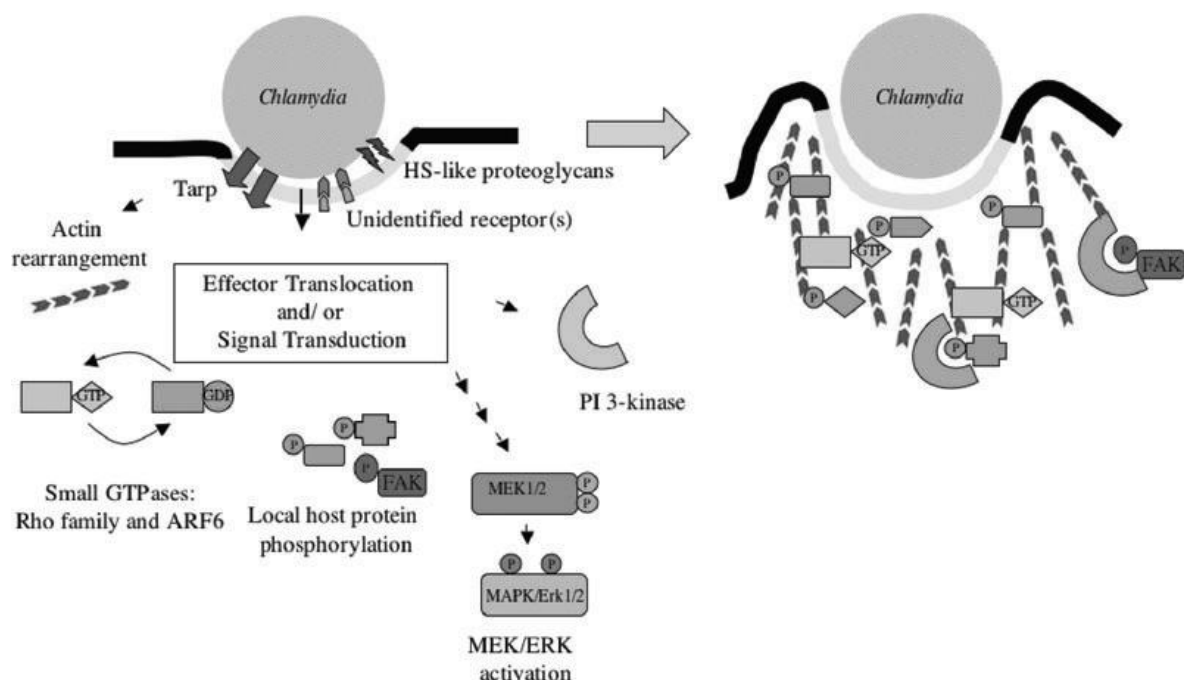 Chlamydia
Tarp
HS-like proteoglycans
Unidentified receptor(s)
Actin
rearrangement
Effector Translocation
and/ or
Signal Transduction
GTP
GDP
Small GTPases:
Rho family and ARF6
P
P
P
FAK
Local host protein
phosphorylation
PI 3-kinase
MEK1/2
P
P
P
P
MAPK/Erk1/2
MEK/ERK
activation
Chlamydia
P
P
P
GTP
P
FAK
P
GTP
P